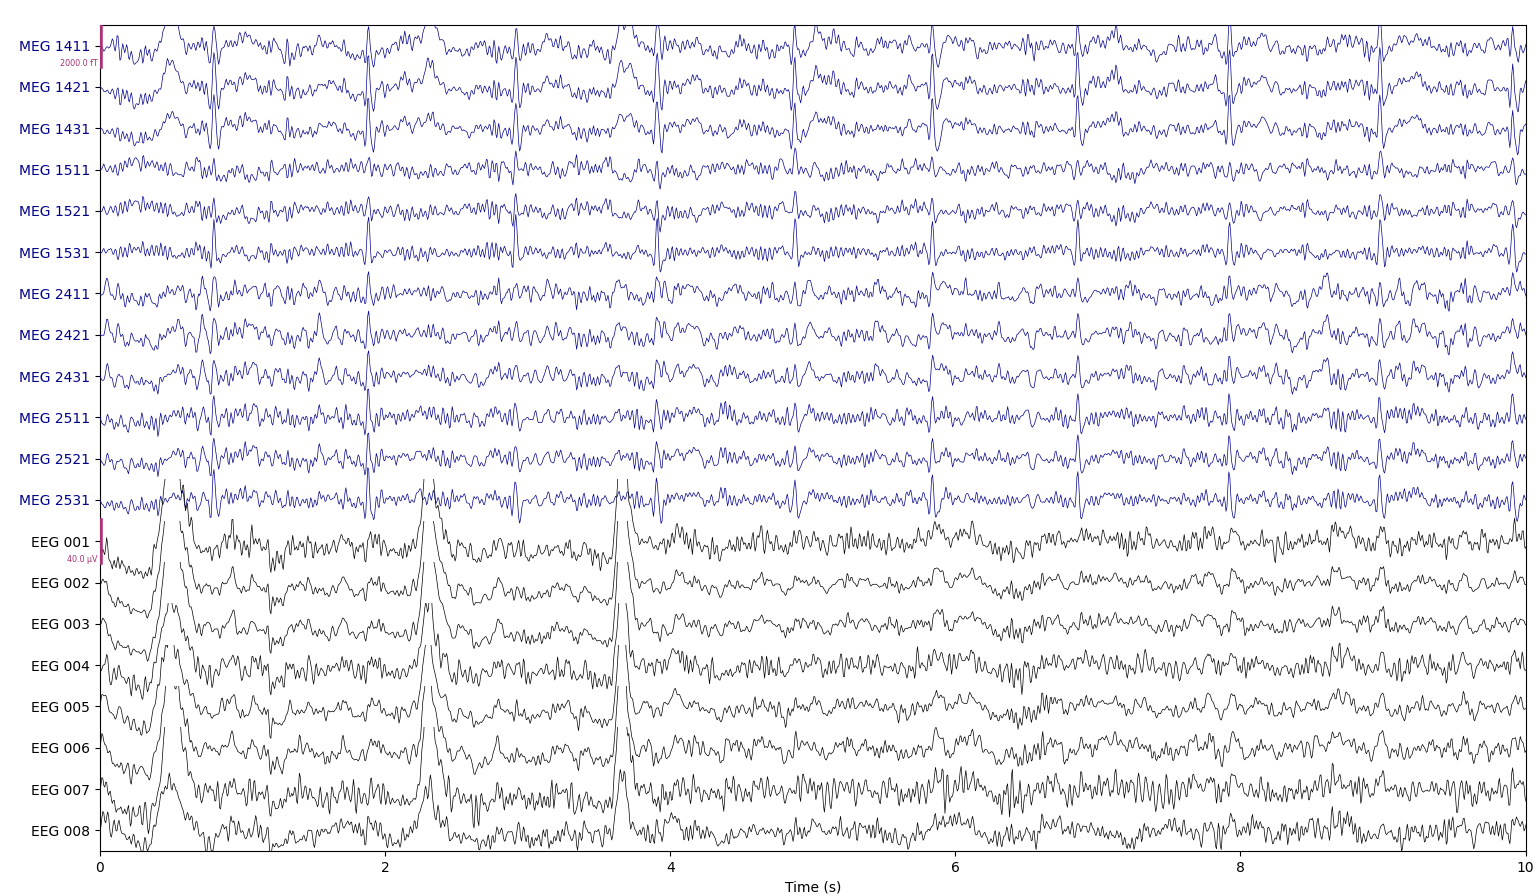 MEG 1411
2000.0 fT
MEG 1421
MEG 1431
MEG 1511
MEG 1521
MEG 1531
MEG 2411
MEG 2421
MEG 2431
MEG 2511
MEG 2521
MEG 2531
EEG 001
40.0 µV
EEG 002
EEG 003
EEG 004
EEG 005
EEG 006
EEG 007
EEG 008
0 2 4 6 8 10
Time (s)